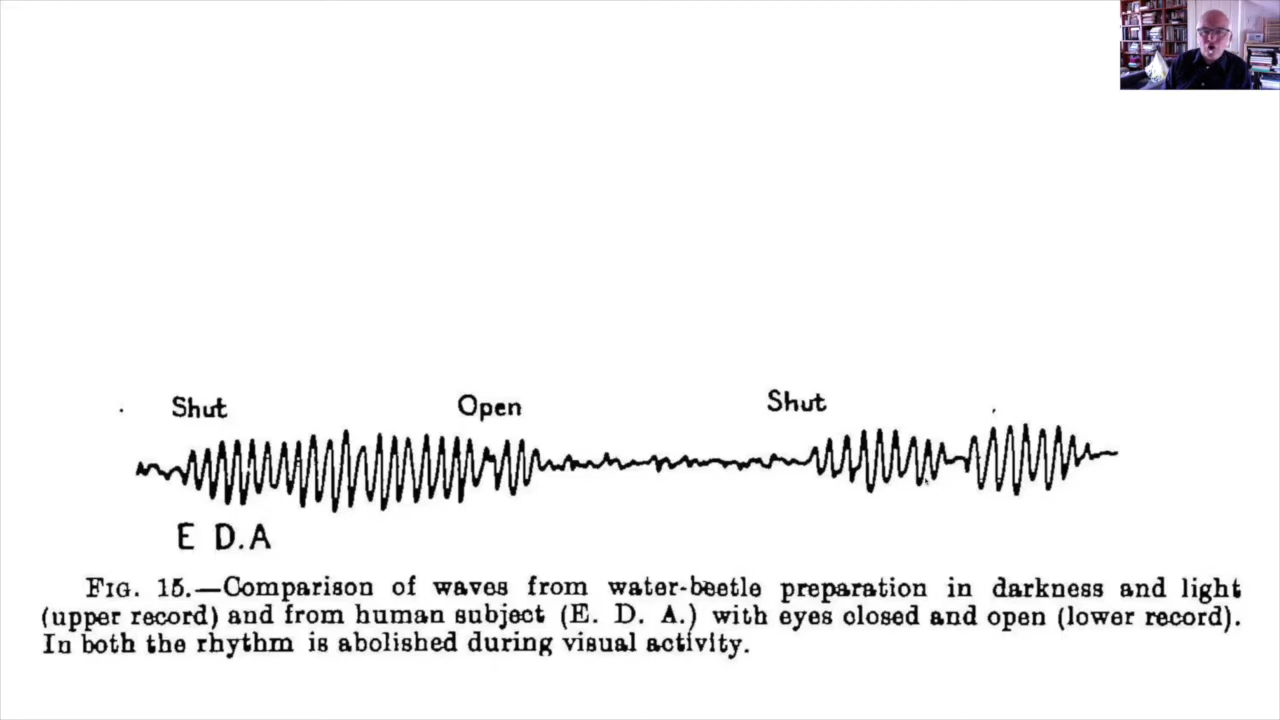 Shut Open Shut
E D.A
FIG. 15.—Comparison of waves from water-beetle preparation in darkness and light
(upper record) and from human subject (E. D. A.) with eyes closed and open (lower record).
In both the rhythm is abolished during visual activity.